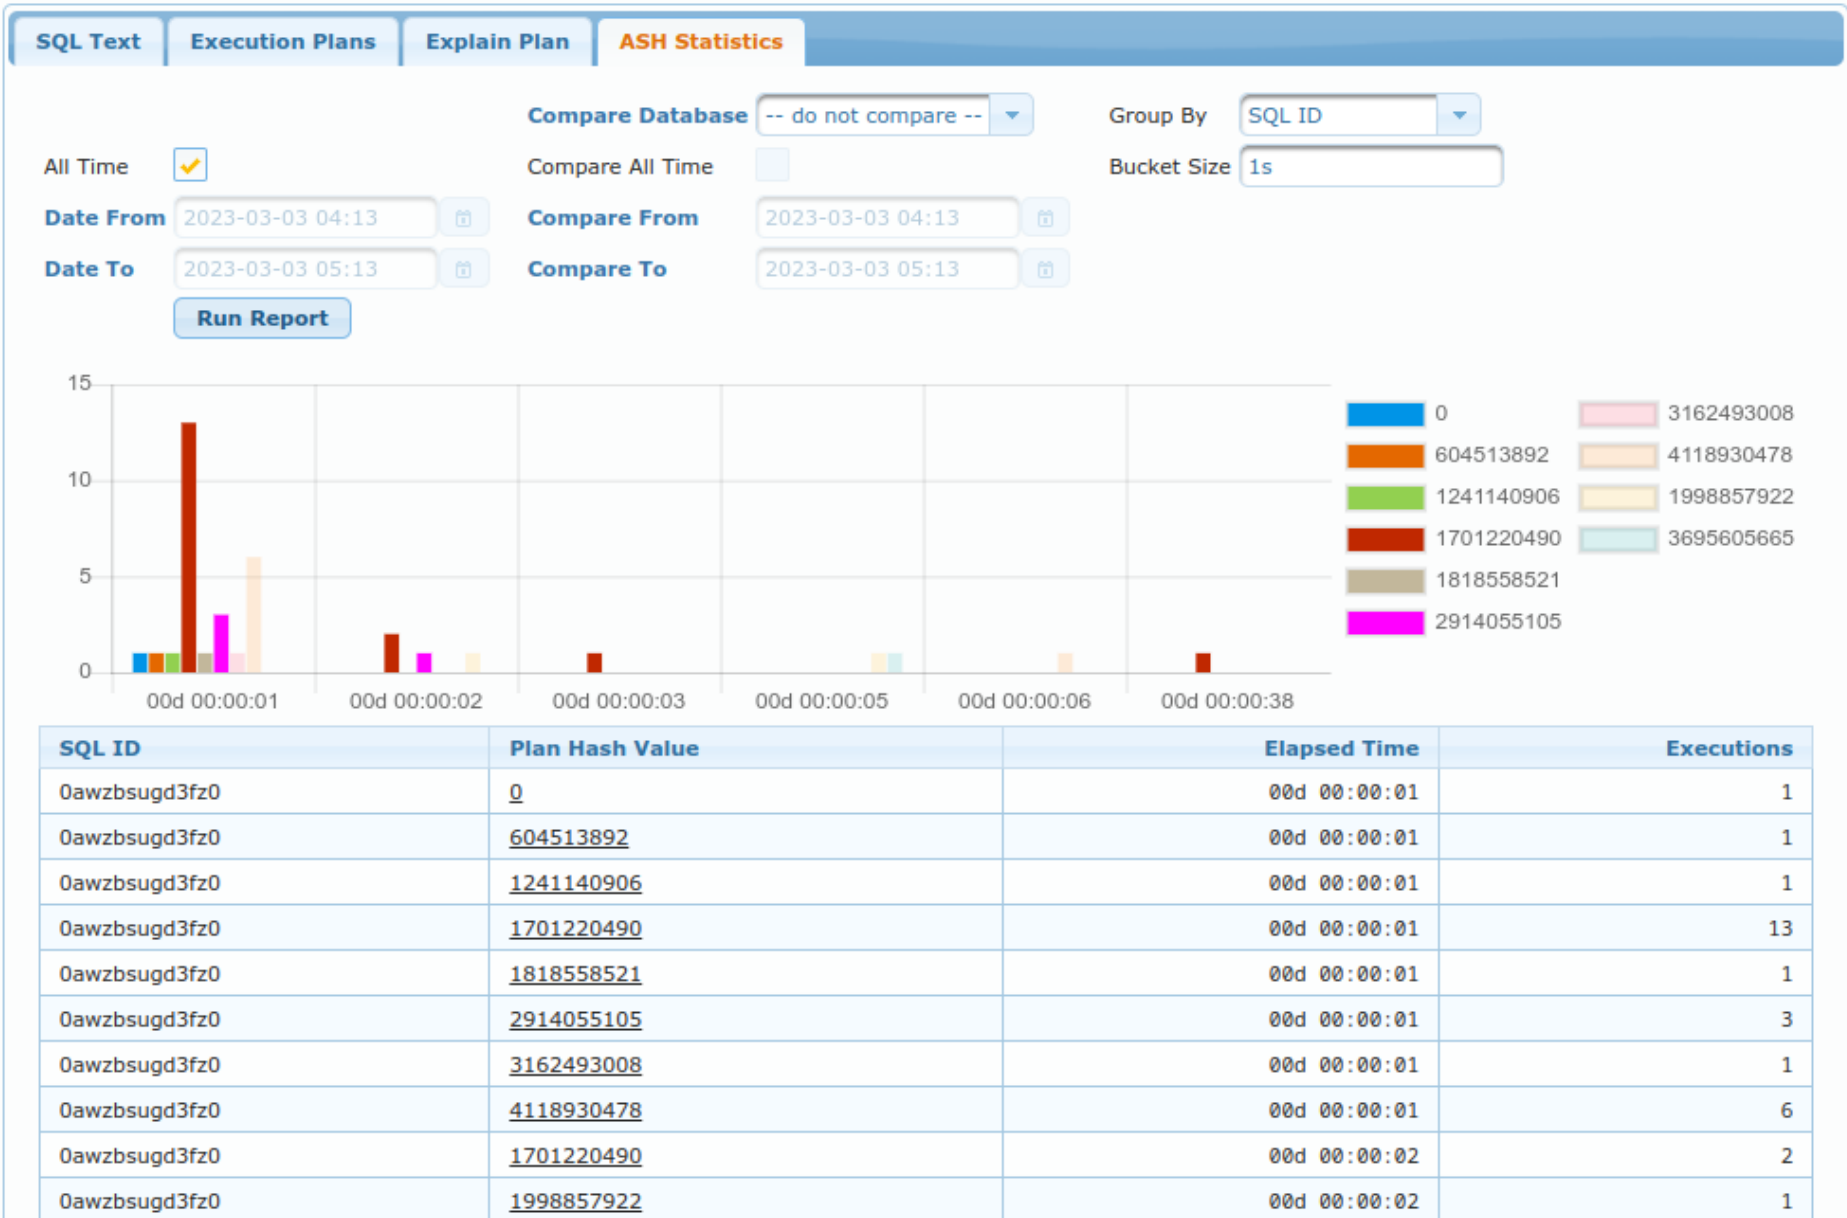 SQL Text Execution Plans Explain Plan ASH Statistics
Compare Database -- do not compare -- Group By SQL ID
All Time Compare All Time Bucket Size 1s
Date From 2023-03-03 04:13 Compare From 2023-03-03 04:13
Date To 2023-03-03 05:13 Compare To 2023-03-03 05:13
Run Report
15
10
5
0
00d 00:00:01 00d 00:00:02 00d 00:00:03 00d 00:00:05 00d 00:00:06 00d 00:00:38
0 3162493008
604513892 4118930478
1241140906 1998857922
1701220490 3695605665
1818558521
2914055105
SQL ID Plan Hash Value Elapsed Time Executions
0awzbsugd3fz0 0 00d 00:00:01 1
0awzbsugd3fz0 604513892 00d 00:00:01 1
0awzbsugd3fz0 1241140906 00d 00:00:01 1
0awzbsugd3fz0 1701220490 00d 00:00:01 13
0awzbsugd3fz0 1818558521 00d 00:00:01 1
0awzbsugd3fz0 2914055105 00d 00:00:01 3
0awzbsugd3fz0 3162493008 00d 00:00:01 1
0awzbsugd3fz0 4118930478 00d 00:00:01 6
0awzbsugd3fz0 1701220490 00d 00:00:02 2
0awzbsugd3fz0 1998857922 00d 00:00:02 1